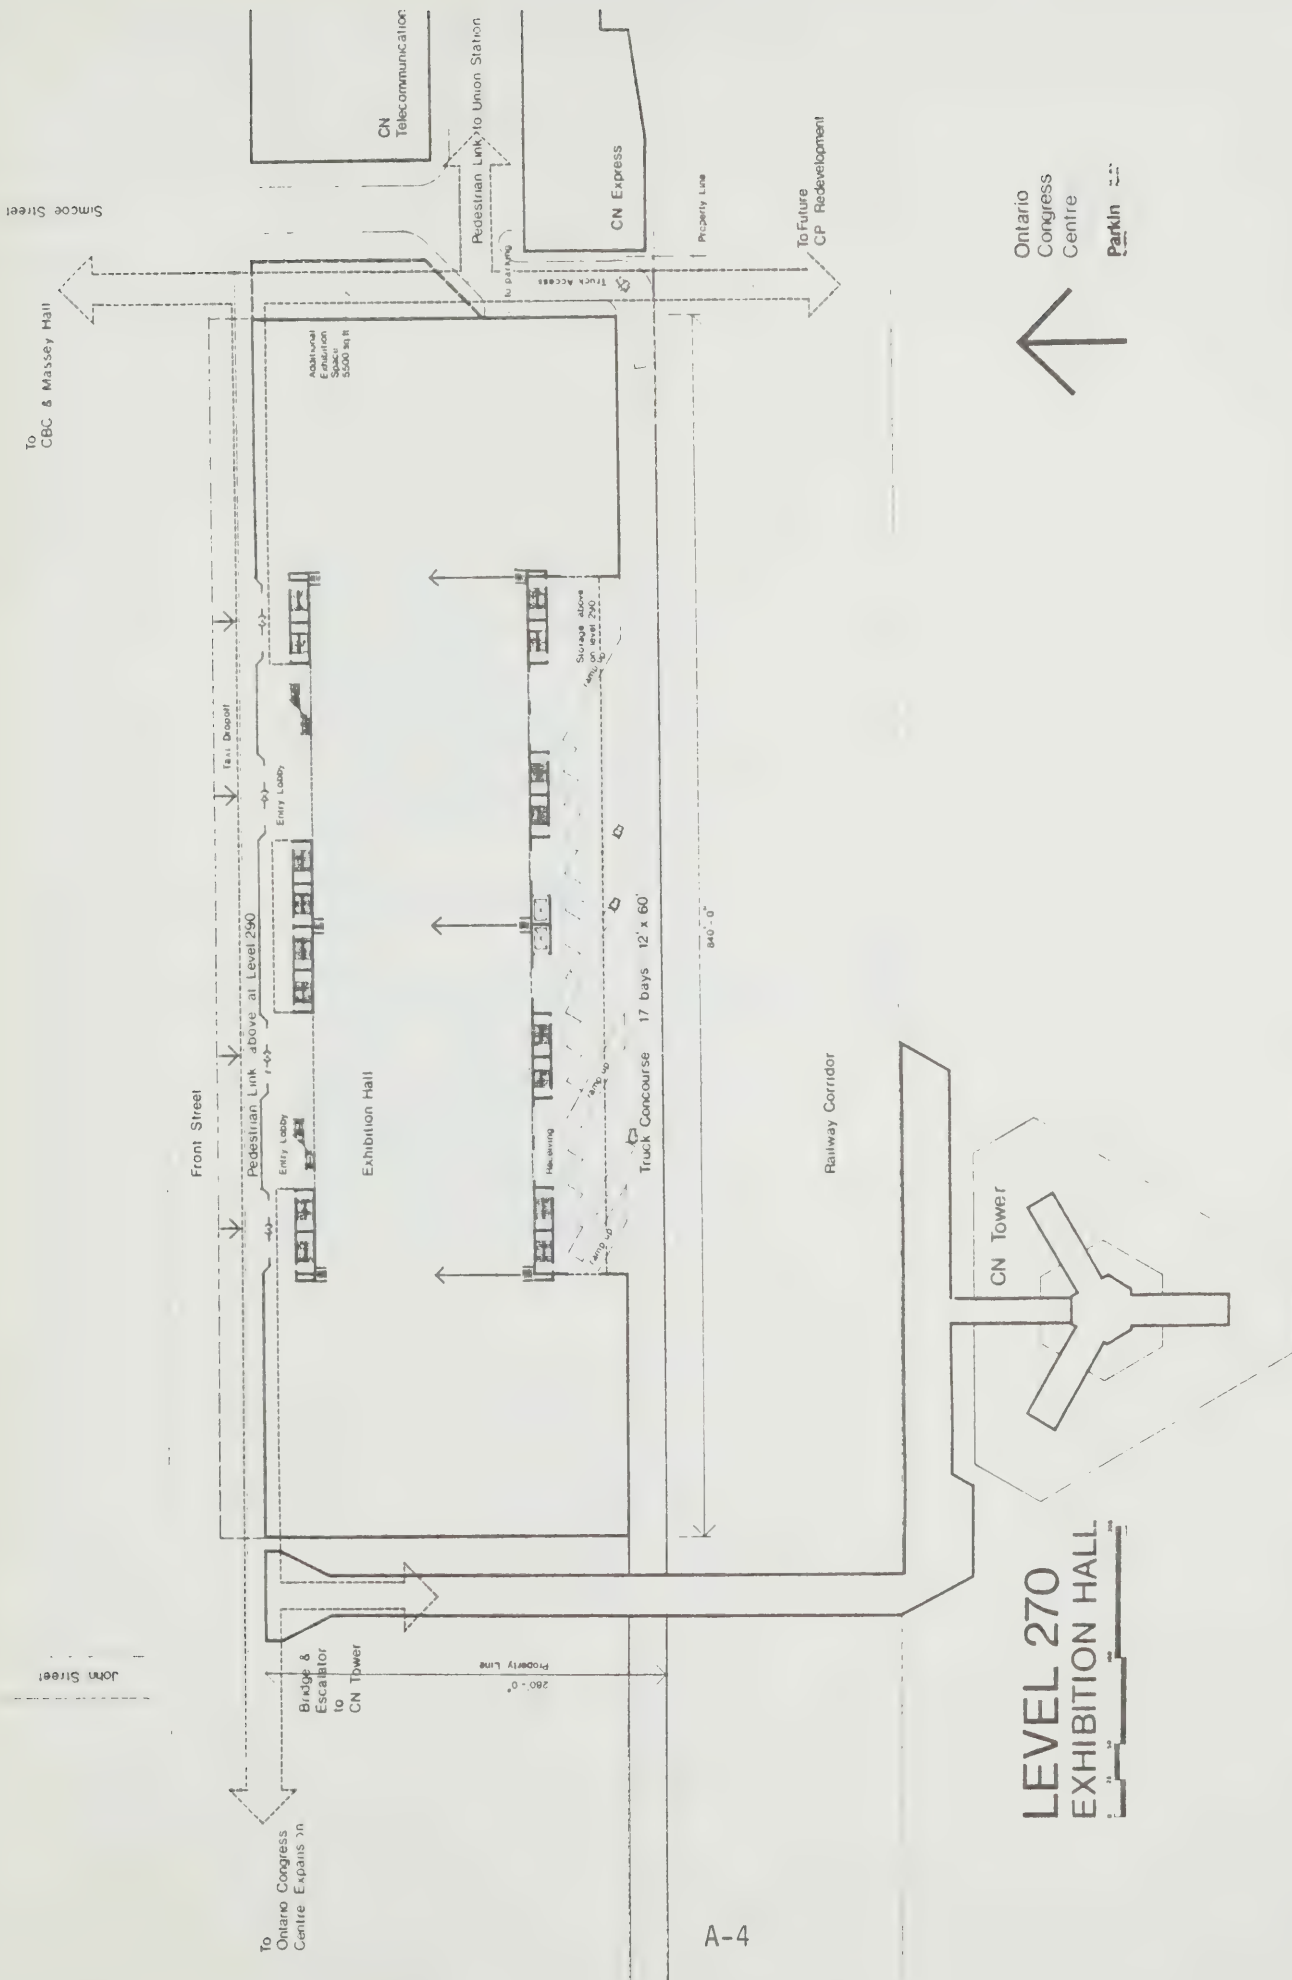 To
CBC & Massey Hall
Simcoe Street
CN
Telecommunication
Pedestrian Link to Union Station
CN Express
Property Line
To Future
CP Redevelopment
to parking
Truck Access
Additional
Exhibition
Space
5500 sq ft
Front Street
Taxi Dropoff
Pedestrian Link above at Level 290
Entry Lobby
Entry Lobby
Exhibition Hall
Storage above
on level 290
ramp up
ramp up
ramp up
Receiving
Truck Concourse 17 bays 12' x 60'
840'-0"
Railway Corridor
CN Tower
John Street
Bridge &
Escalator
to
CN Tower
Property Line
280'-0"
To
Ontario Congress
Centre Expansion
LEVEL 270
EXHIBITION HALL
Ontario
Congress
Centre
Parkin
A-4